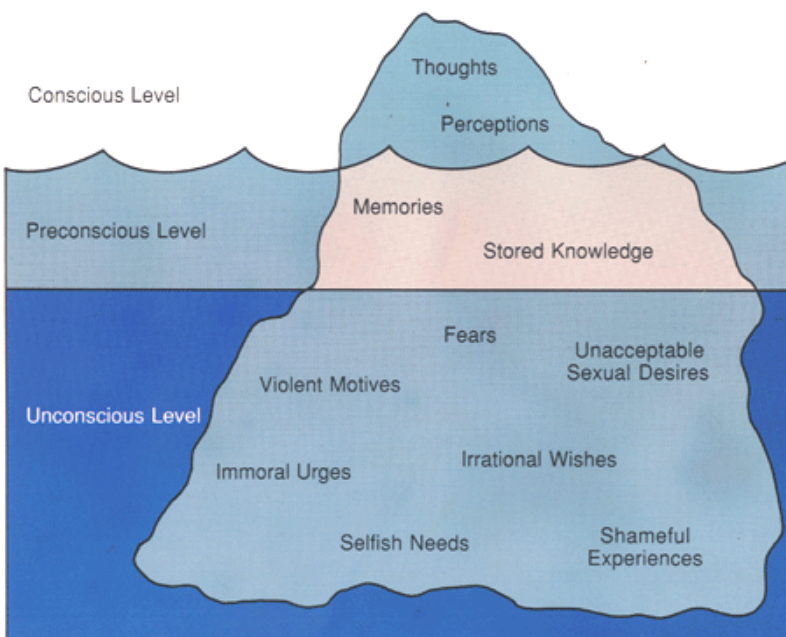 Thoughts
Conscious Level
Perceptions
Memories
Preconscious Level
Stored Knowledge
Fears
Unacceptable
Sexual Desires
Violent Motives
Unconscious Level
Irrational Wishes
Immoral Urges
Selfish Needs
Shameful
Experiences